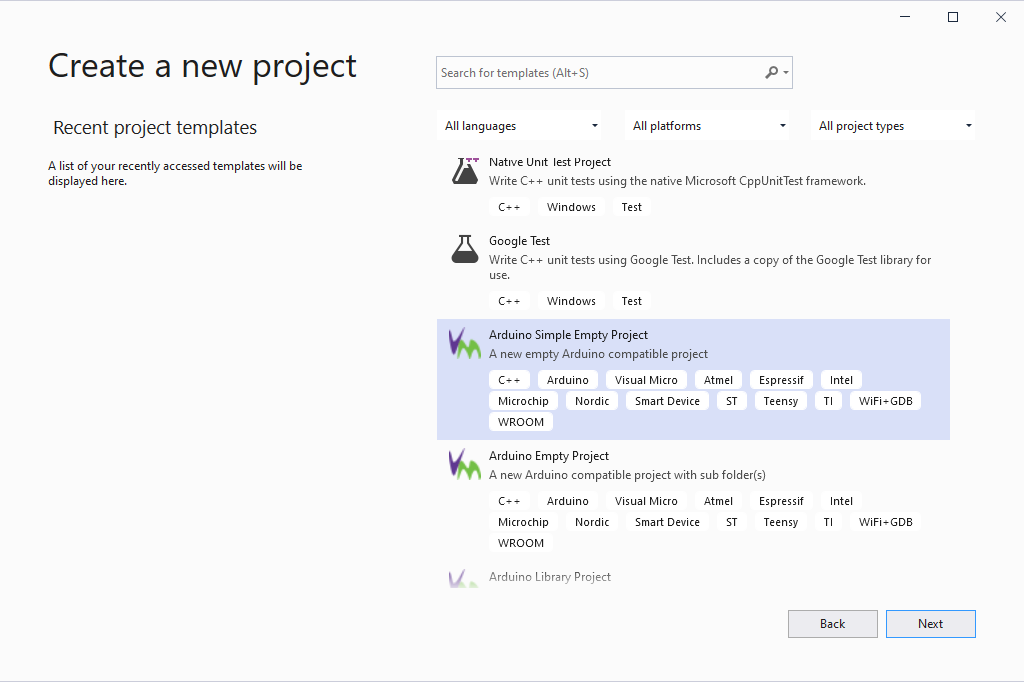 Create a new project
Search for templates (Alt+S)
Recent project templates
A list of your recently accessed templates will be
displayed here.
All languages
All platforms
All project types
Native Unit Test Project
Write C++ unit tests using the native Microsoft CppUnitTest framework.
C++ Windows Test
Google Test
Write C++ unit tests using Google Test. Includes a copy of the Google Test library for
use.
C++ Windows Test
Arduino Simple Empty Project
A new empty Arduino compatible project
C++ Arduino Visual Micro Atmel Espressif Intel
Microchip Nordic Smart Device ST Teensy TI WiFi+GDB
WROOM
Arduino Empty Project
A new Arduino compatible project with sub folder(s)
C++ Arduino Visual Micro Atmel Espressif Intel
Microchip Nordic Smart Device ST Teensy TI WiFi+GDB
WROOM
Arduino Library Project
Back
Next